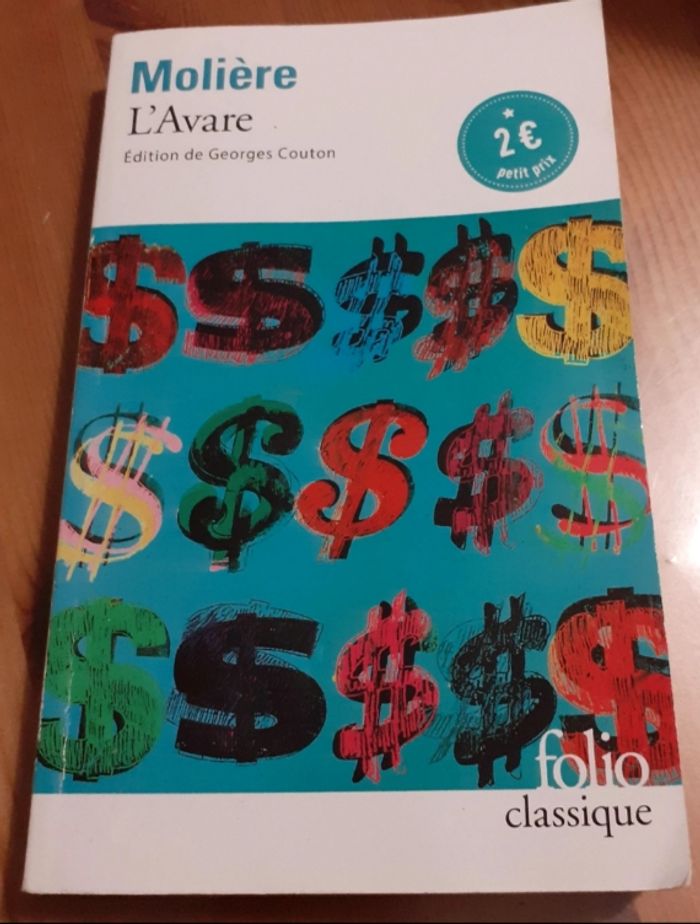 Molière
L'Avare
Édition de Georges Couton
2 €
petit prix
folio
classique